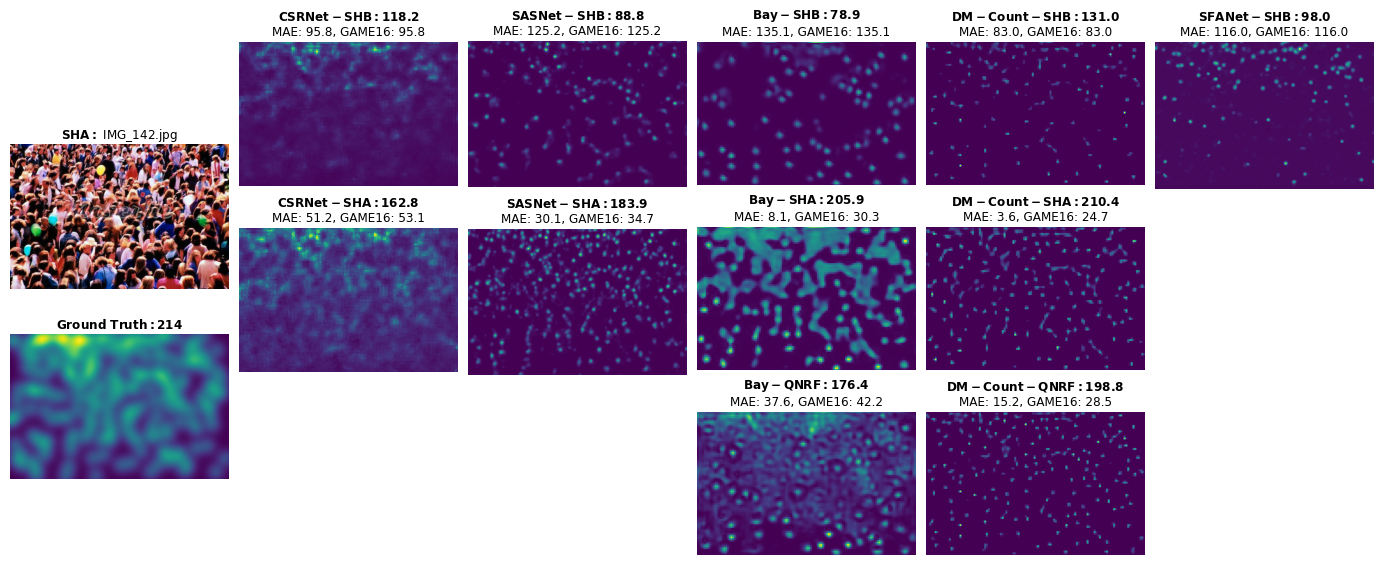 CSRNet-SHB: 118.2
MAE: 95.8, GAME16: 95.8
SASNet-SHB: 88.8
MAE: 125.2, GAME16: 125.2
Bay-SHB: 78.9
MAE: 135.1, GAME16: 135.1
DM-Count-SHB: 131.0
MAE: 83.0, GAME16: 83.0
SFANet-SHB: 98.0
MAE: 116.0, GAME16: 116.0
SHA: IMG_142.jpg
CSRNet-SHA: 162.8
MAE: 51.2, GAME16: 53.1
SASNet-SHA: 183.9
MAE: 30.1, GAME16: 34.7
Bay-SHA: 205.9
MAE: 8.1, GAME16: 30.3
DM-Count-SHA: 210.4
MAE: 3.6, GAME16: 24.7
Ground Truth: 214
Bay-QNRF: 176.4
MAE: 37.6, GAME16: 42.2
DM-Count-QNRF: 198.8
MAE: 15.2, GAME16: 28.5